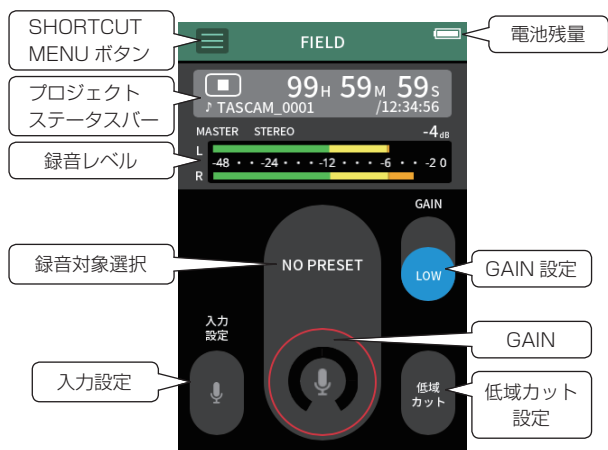 SHORTCUT
MENU ボタン
FIELD
電池残量
プロジェクト
ステータスバー
99H 59M 59S
♪ TASCAM_0001 /12:34:56
MASTER STEREO -4dB
録音レベル
L
-48 • • -24 • • • -12 • • • -6 • • -2 0
R
GAIN
録音対象選択
NO PRESET
LOW
GAIN 設定
入力
設定
GAIN
入力設定
低域
カット
低域カット
設定